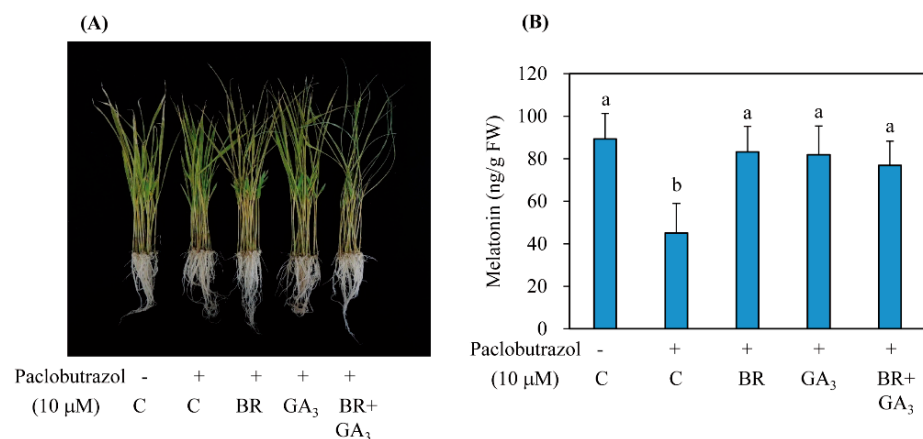 (A)
Paclobutrazol - + + + +
(10 μM) C C BR GA3 BR+
GA3
(B)
Melatonin (ng/g FW)
120
100
80
60
40
20
0
a
b
a
a
a
Paclobutrazol - + + + +
(10 μM) C C BR GA3 BR+
GA3